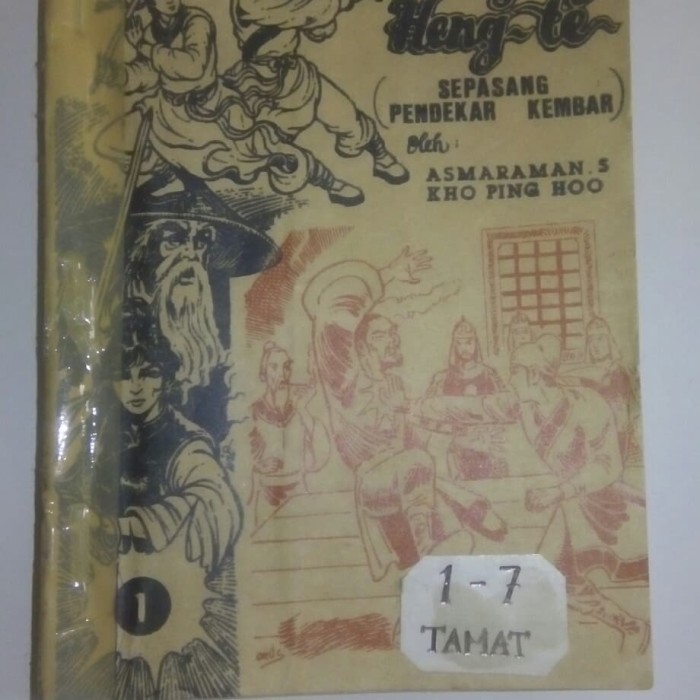 Heng-te
(SEPASANG
PENDEKAR KEMBAR)
Oleh:
ASMARAMAN. S
KHO PING HOO
1
1 - 7
TAMAT